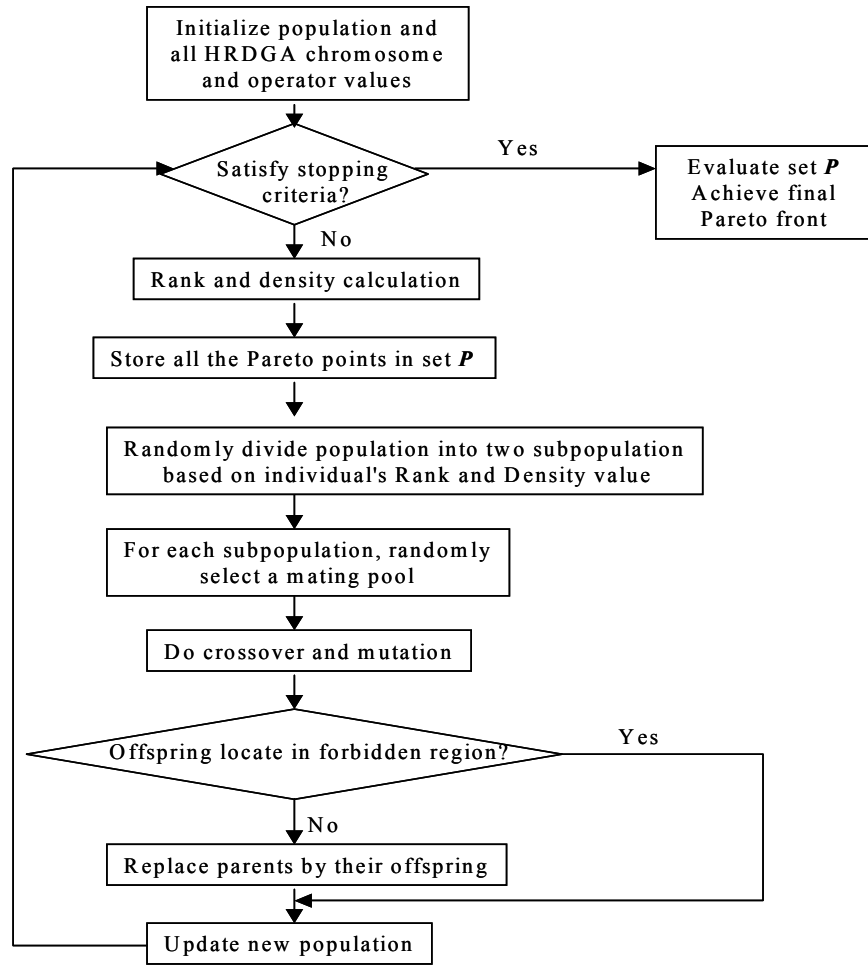 Initialize population and
all HRDGA chromosome
and operator values
Satisfy stopping
criteria?
Yes
Evaluate set P
Achieve final
Pareto front
No
Rank and density calculation
Store all the Pareto points in set P
Randomly divide population into two subpopulation
based on individual's Rank and Density value
For each subpopulation, randomly
select a mating pool
Do crossover and mutation
Offspring locate in forbidden region?
Yes
No
Replace parents by their offspring
Update new population